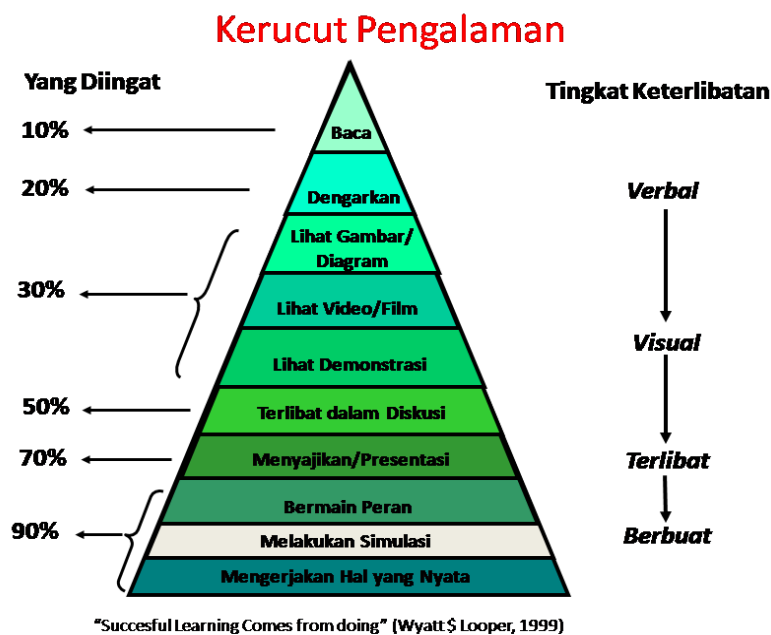 Kerucut Pengalaman
Yang Diingat
Tingkat Keterlibatan
10%
Baca
20%
Dengarkan
Verbal
Lihat Gambar/
Diagram
30%
Lihat Video/Film
Visual
Lihat Demonstrasi
50%
Terlibat dalam Diskusi
70%
Menyajikan/Presentasi
Terlibat
Bermain Peran
90%
Melakukan Simulasi
Berbuat
Mengerjakan Hal yang Nyata
“Succesful Learning Comes from doing” (Wyatt $ Looper, 1999)